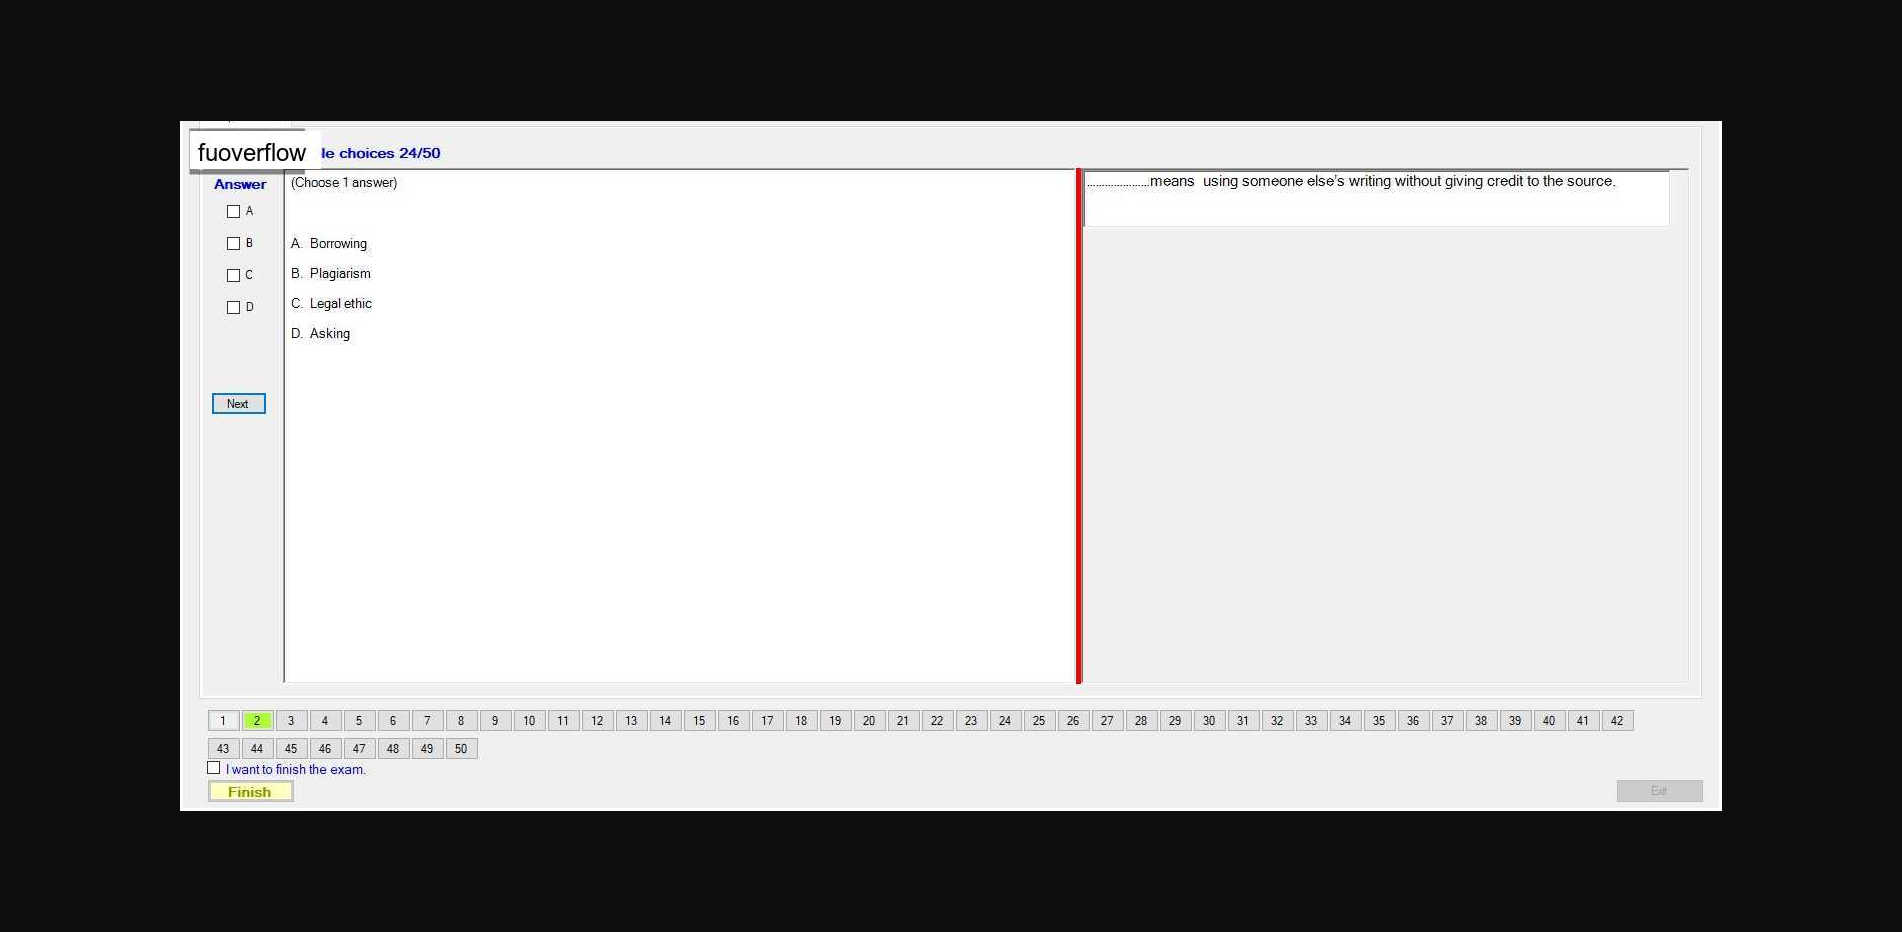 fuoverflow
le choices 24/50
Answer
(Choose 1 answer)
.....................means  using someone else's writing without giving credit to the source.
A
B
C
D
A. Borrowing
B. Plagiarism
C. Legal ethic
D. Asking
Next
1 2 3 4 5 6 7 8 9 10 11 12 13 14 15 16 17 18 19 20 21 22 23 24 25 26 27 28 29 30 31 32 33 34 35 36 37 38 39 40 41 42
43 44 45 46 47 48 49 50
I want to finish the exam.
Finish
Exit